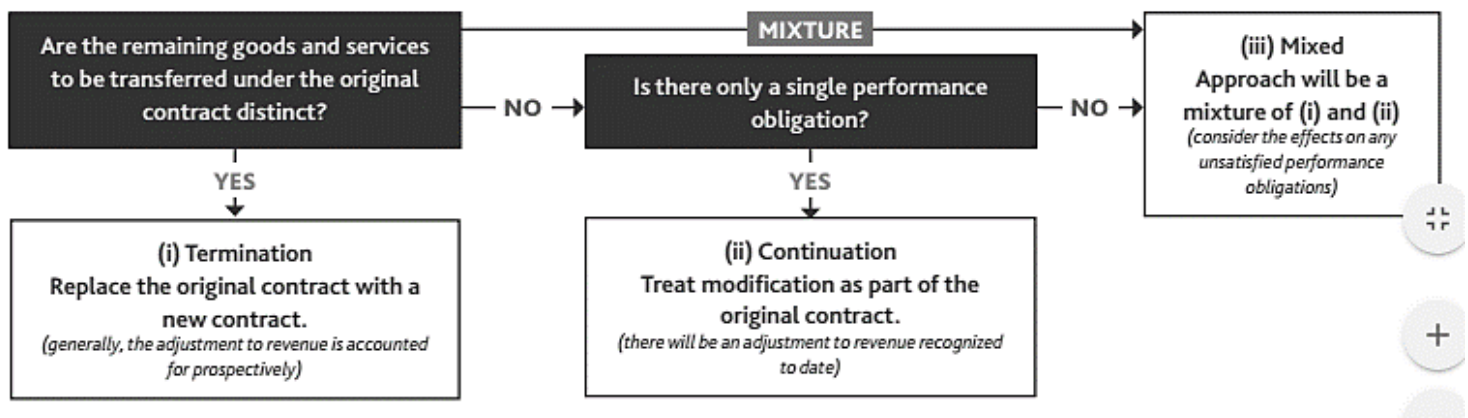 Are the remaining goods and services
to be transferred under the original
contract distinct?
MIXTURE
NO
Is there only a single performance
obligation?
NO
(iii) Mixed
Approach will be a
mixture of (i) and (ii)
(consider the effects on any
unsatisfied performance
obligations)
YES
YES
(i) Termination
Replace the original contract with a
new contract.
(generally, the adjustment to revenue is accounted
for prospectively)
(ii) Continuation
Treat modification as part of the
original contract.
(there will be an adjustment to revenue recognized
to date)